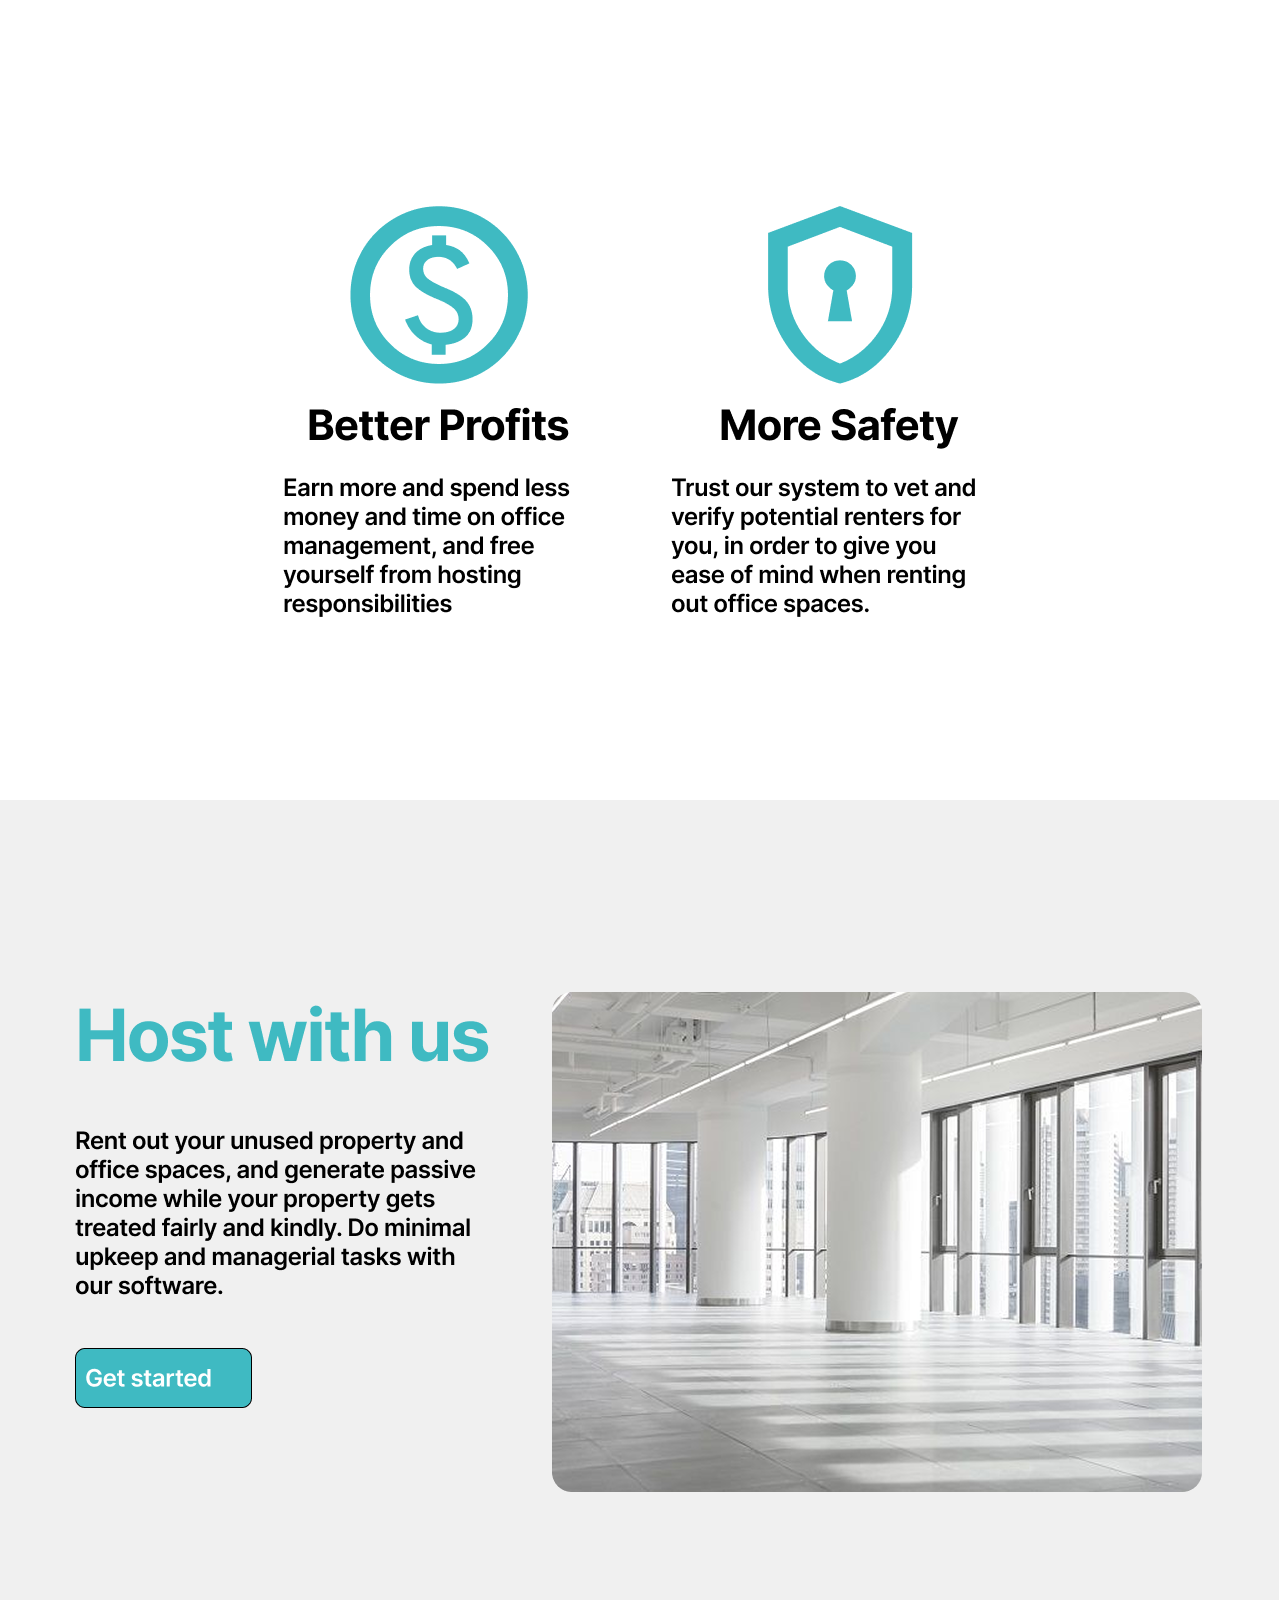 Better Profits
Earn more and spend less
money and time on office
management, and free
yourself from hosting
responsibilities
More Safety
Trust our system to vet and
verify potential renters for
you, in order to give you
ease of mind when renting
out office spaces.
Host with us
Rent out your unused property and
office spaces, and generate passive
income while your property gets
treated fairly and kindly. Do minimal
upkeep and managerial tasks with
our software.
Get started